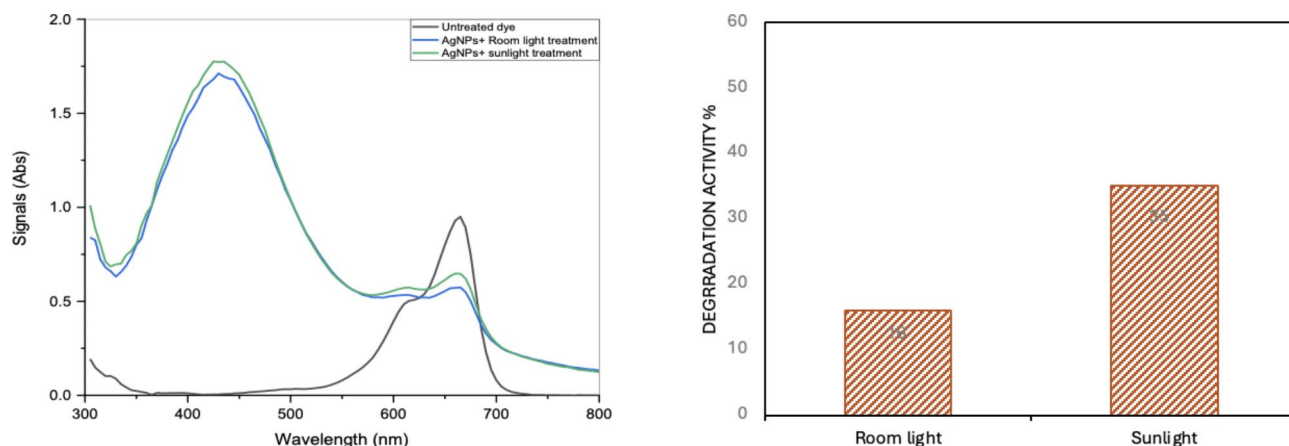 2.0
1.5
1.0
0.5
0.0
Signals (Abs)
Untreated dye
AgNPs+ Room light treatment
AgNPs+ sunlight treatment
300 400 500 600 700 800
Wavelength (nm)
60
50
40
30
20
10
0
DEGRRADATION ACTIVITY %
16
35
Room light Sunlight